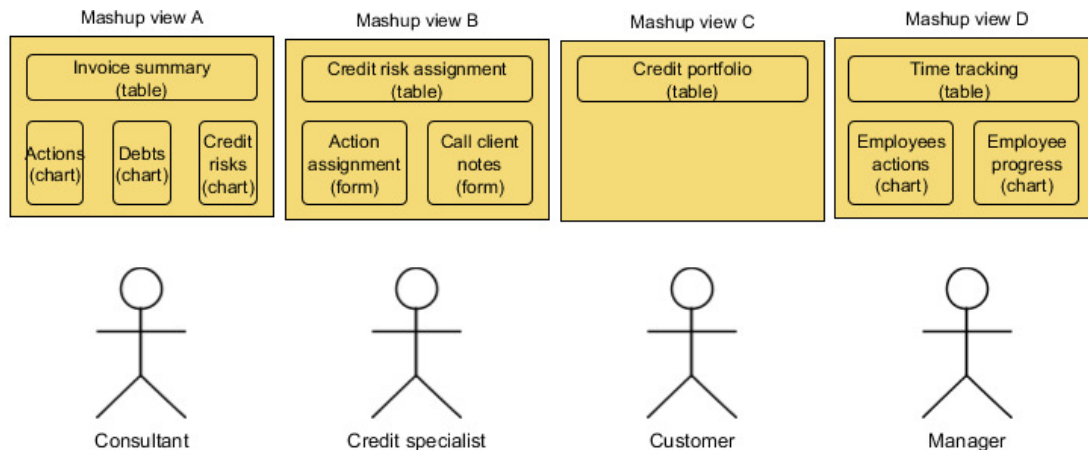 Mashup view A
Mashup view B
Mashup view C
Mashup view D
Invoice summary
(table)
Credit risk assignment
(table)
Credit portfolio
(table)
Time tracking
(table)
Actions
(chart)
Debts
(chart)
Credit
risks
(chart)
Action
assignment
(form)
Call client
notes
(form)
Employees
actions
(chart)
Employee
progress
(chart)
Consultant
Credit specialist
Customer
Manager